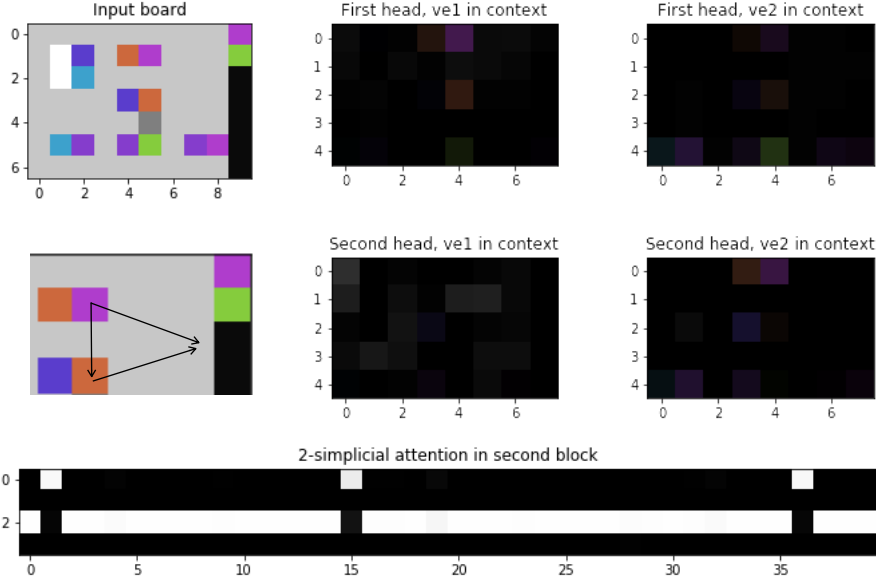 Input board
First head, ve1 in context
First head, ve2 in context
0
2
4
6
0 2 4 6 8
0
1
2
3
4
0 2 4 6
0
1
2
3
4
0 2 4 6
Second head, ve1 in context
Second head, ve2 in context
0
1
2
3
4
0 2 4 6
0
1
2
3
4
0 2 4 6
2-simplicial attention in second block
0
2
0 5 10 15 20 25 30 35